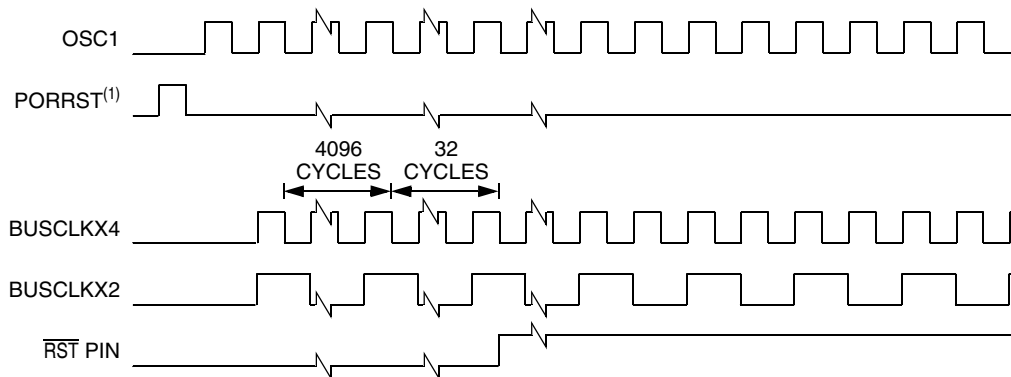 OSC1
PORRST(1)
4096
CYCLES
32
CYCLES
BUSCLKX4
BUSCLKX2
RST PIN